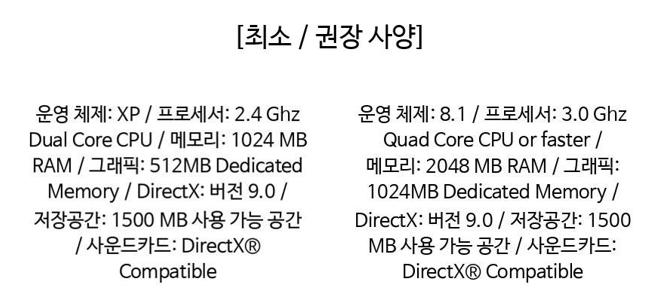 [최소 / 권장 사양]
운영 체제: XP / 프로세서: 2.4 Ghz
Dual Core CPU / 메모리: 1024 MB
RAM / 그래픽: 512MB Dedicated
Memory / DirectX: 버전 9.0 /
저장공간: 1500 MB 사용 가능 공간
/ 사운드카드: DirectX®
Compatible
운영 체제: 8.1 / 프로세서: 3.0 Ghz
Quad Core CPU or faster /
메모리: 2048 MB RAM / 그래픽:
1024MB Dedicated Memory /
DirectX: 버전 9.0 / 저장공간: 1500
MB 사용 가능 공간 / 사운드카드:
DirectX® Compatible